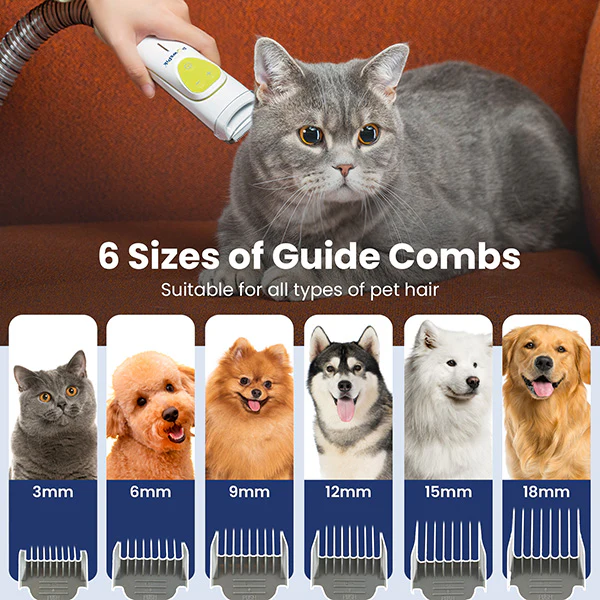 6 Sizes of Guide Combs
Suitable for all types of pet hair
3mm
6mm
9mm
12mm
15mm
18mm